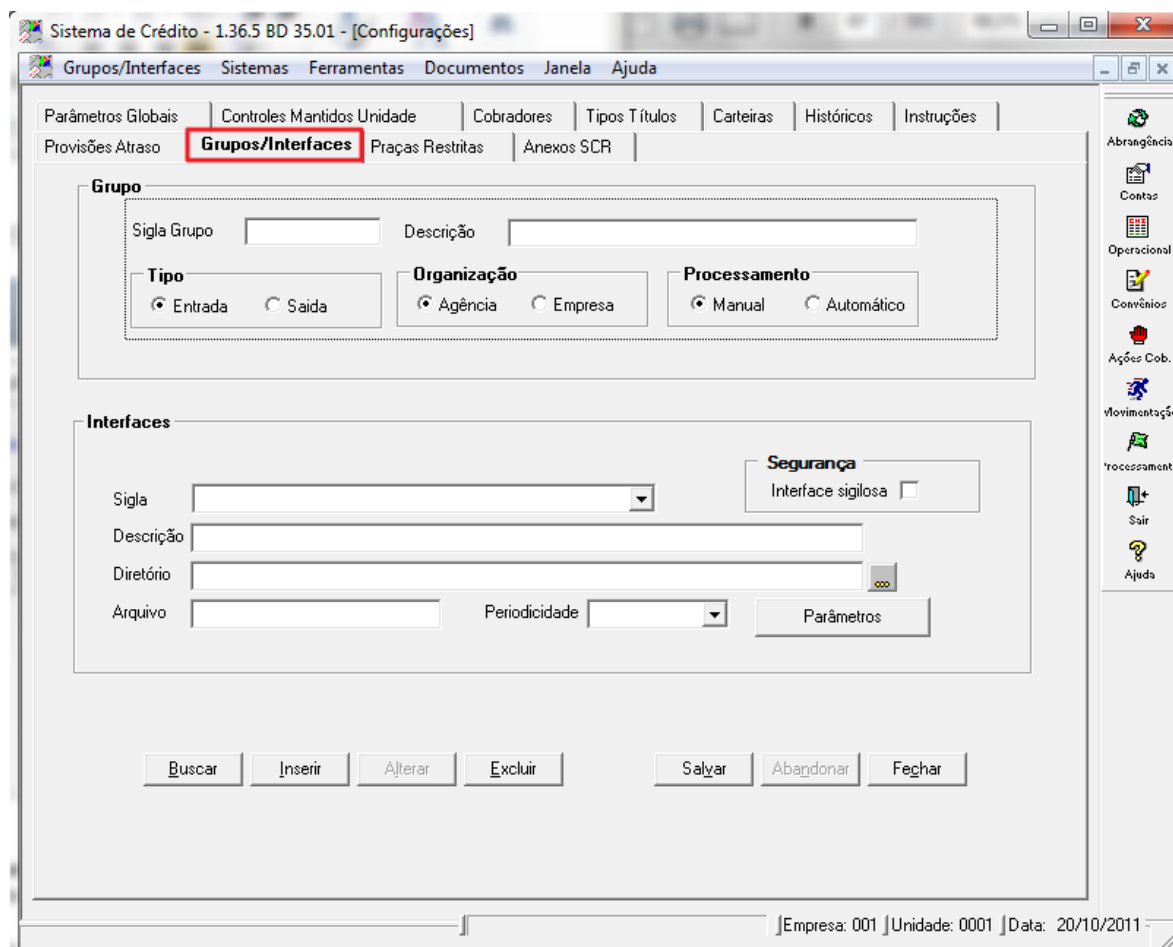 Sistema de Crédito - 1.36.5 BD 35.01 - [Configurações]
Grupos/Interfaces Sistemas Ferramentas Documentos Janela Ajuda
Parâmetros Globais Controles Mantidos Unidade Cobradores Tipos Títulos Carteiras Históricos Instruções
Provisões Atraso Grupos/Interfaces Praças Restritas Anexos SCR
Grupo
Sigla Grupo Descrição
Tipo Organização Processamento
Entrada Saida Agência Empresa Manual Automático
Interfaces
Segurança
Interface sigilosa
Sigla
Descrição
Diretório
Arquivo Periodicidade Parâmetros
Buscar Inserir Alterar Excluir Salvar Abandonar Fechar
Abrangência
Contas
Operacional
Convênios
Ações Cob.
Movimentaçã
Processament
Sair
Ajuda
Empresa: 001 Unidade: 0001 Data: 20/10/2011